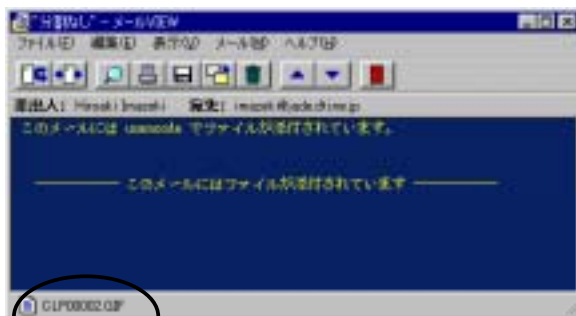 "分割なし" - メールVIEW
ファイル(F) 編集(E) 表示(V) メール(M) ヘルプ(H)
差出人: Hiroaki Imazeki 宛先:
このメールには uuencode でファイルが添付されています。
このメールにはファイルが添付されています
CLP00002.GIF